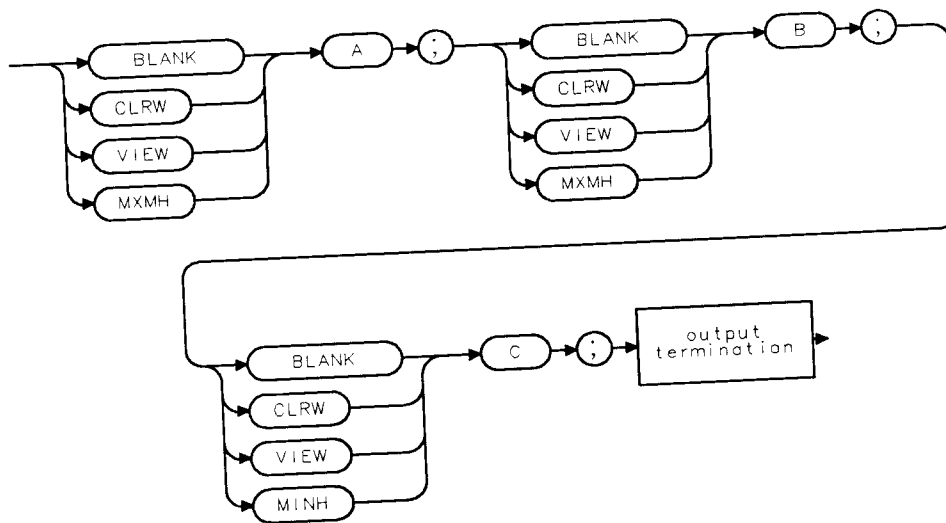 BLANK
CLRW
VIEW
MXMH
A
;
BLANK
CLRW
VIEW
MXMH
B
;
BLANK
CLRW
VIEW
MINH
C
;
output
termination